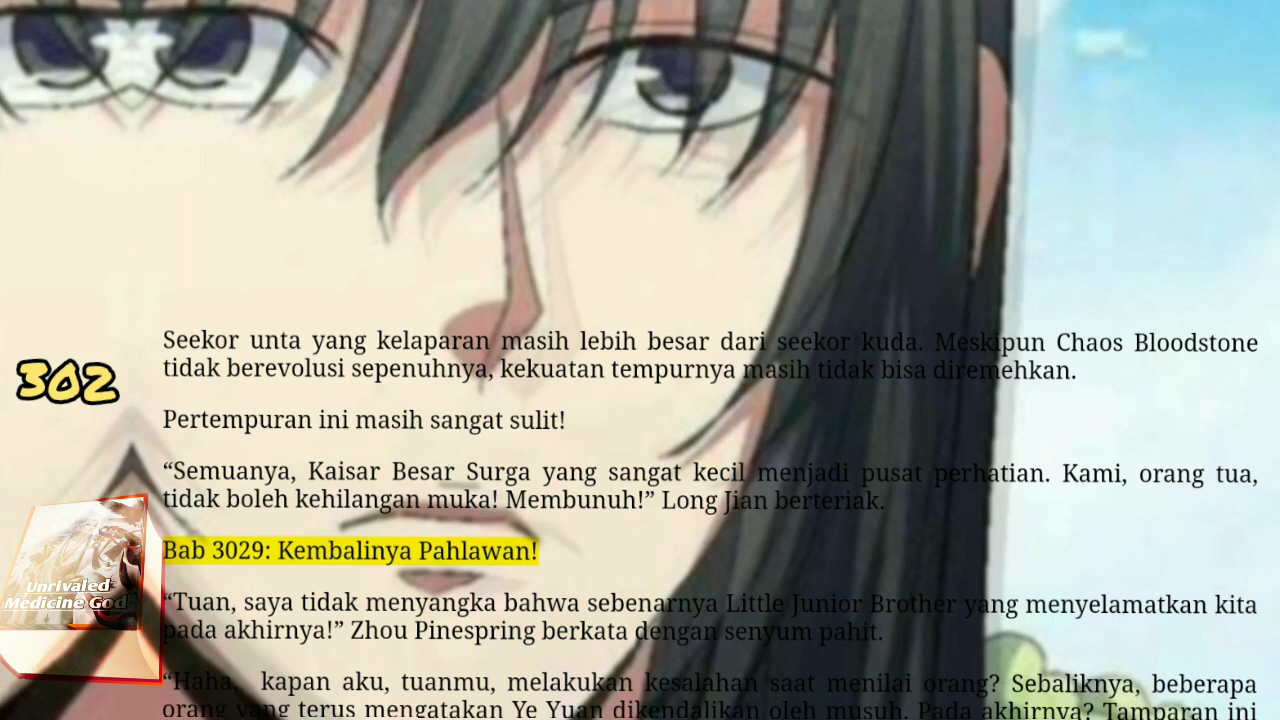 Seekor unta yang kelaparan masih lebih besar dari seekor kuda. Meskipun Chaos Bloodstone
tidak berevolusi sepenuhnya, kekuatan tempurnya masih tidak bisa diremehkan.
302
Pertempuran ini masih sangat sulit!
“Semuanya, Kaisar Besar Surga yang sangat kecil menjadi pusat perhatian. Kami, orang tua,
tidak boleh kehilangan muka! Membunuh!” Long Jian berteriak.
Bab 3029: Kembalinya Pahlawan!
Unrivaled
Medicine God
“Tuan, saya tidak menyangka bahwa sebenarnya Little Junior Brother yang menyelamatkan kita
pada akhirnya!” Zhou Pinespring berkata dengan senyum pahit.
“Haha, kapan aku, tuanmu, melakukan kesalahan saat menilai orang? Sebaliknya, beberapa
orang yang terus mengatakan Ye Yuan dikendalikan oleh musuh. Pada akhirnya? Tamparan ini